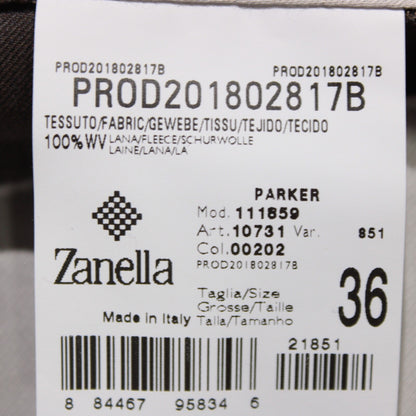 PROD201802817B PROD201802817B
PROD201802817B
TESSUTO/FABRIC/GEWEBE/TISSU/TEJIDO/TECIDO
100%WV LANA/FLEECE/SCHURWOLLE
LAINE/LANA/LA
PARKER
Mod. 111859
Art. 10731 Var. 851
Col. 00202
PROD201802817B
Zanella
Taglia/Size
Grosse/Taille
Talla/Tamanho
36
Made in Italy
21851
8 84467 95834 6